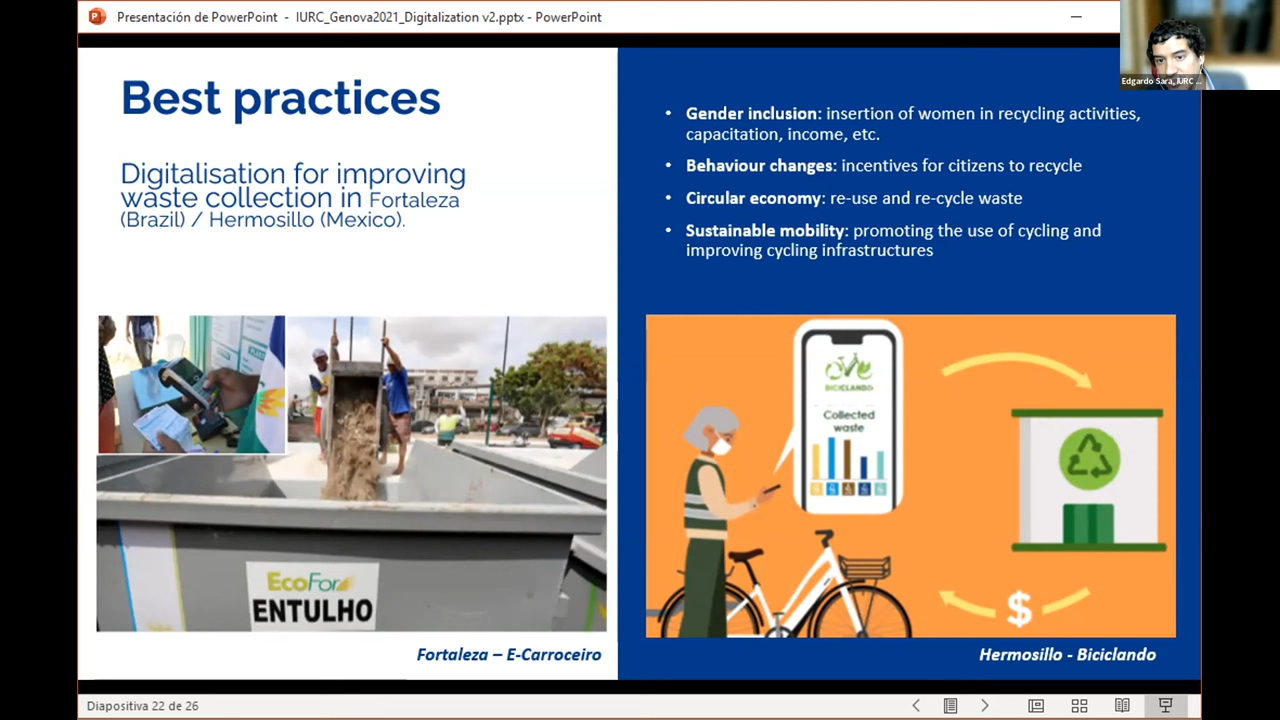 Presentación de PowerPoint - IURC_Genova2021_Digitalization v2.pptx - PowerPoint
Edgardo Sara, IURC ...
Best practices
Digitalisation for improving
waste collection in Fortaleza
(Brazil) / Hermosillo (Mexico).
• Gender inclusion: insertion of women in recycling activities,
capacitation, income, etc.
• Behaviour changes: incentives for citizens to recycle
• Circular economy: re-use and re-cycle waste
• Sustainable mobility: promoting the use of cycling and
improving cycling infrastructures
EcoFor
ENTULHO
BICICLANDO
Collected
waste
$
Fortaleza – E-Carroceiro
Hermosillo - Biciclando
Diapositiva 22 de 26